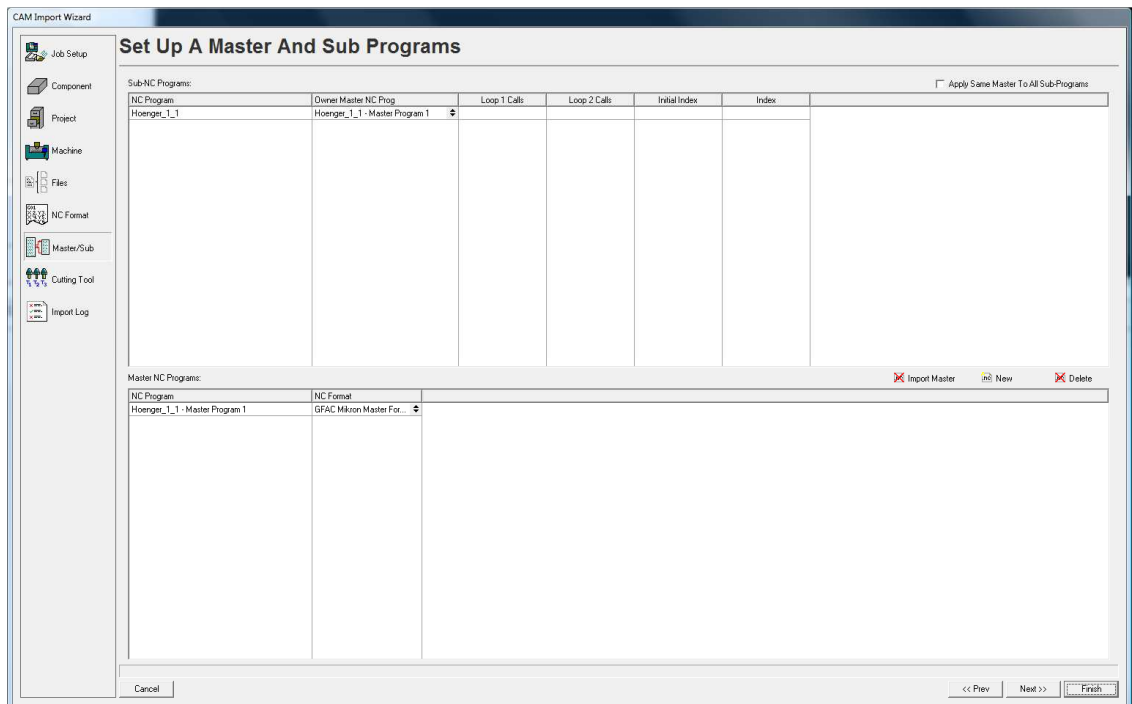 CAM Import Wizard
Job Setup
Component
Project
Machine
Files
NC Format
Master/Sub
Cutting Tool
Import Log
Set Up A Master And Sub Programs
Sub-NC Programs:
Apply Same Master To All Sub-Programs
NC Program Owner Master NC Prog Loop 1 Calls Loop 2 Calls Initial Index Index
Hoenger_1_1 Hoenger_1_1 - Master Program 1
Master NC Programs:
Import Master New Delete
NC Program NC Format
Hoenger_1_1 - Master Program 1 GFAC Mikron Master For...
Cancel << Prev Next >> Finish